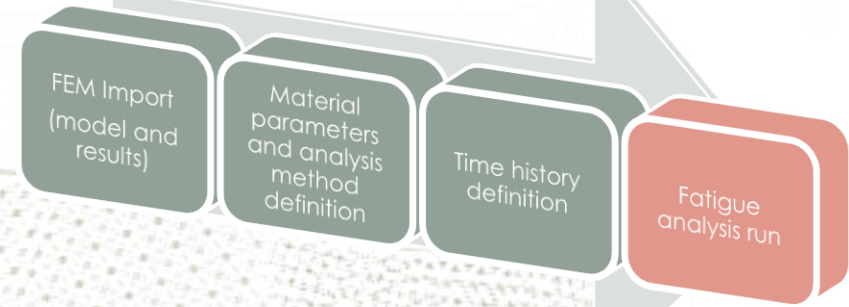 FEM Import
(model and
results)
Material
parameters
and analysis
method
definition
Time history
definition
Fatigue
analysis run